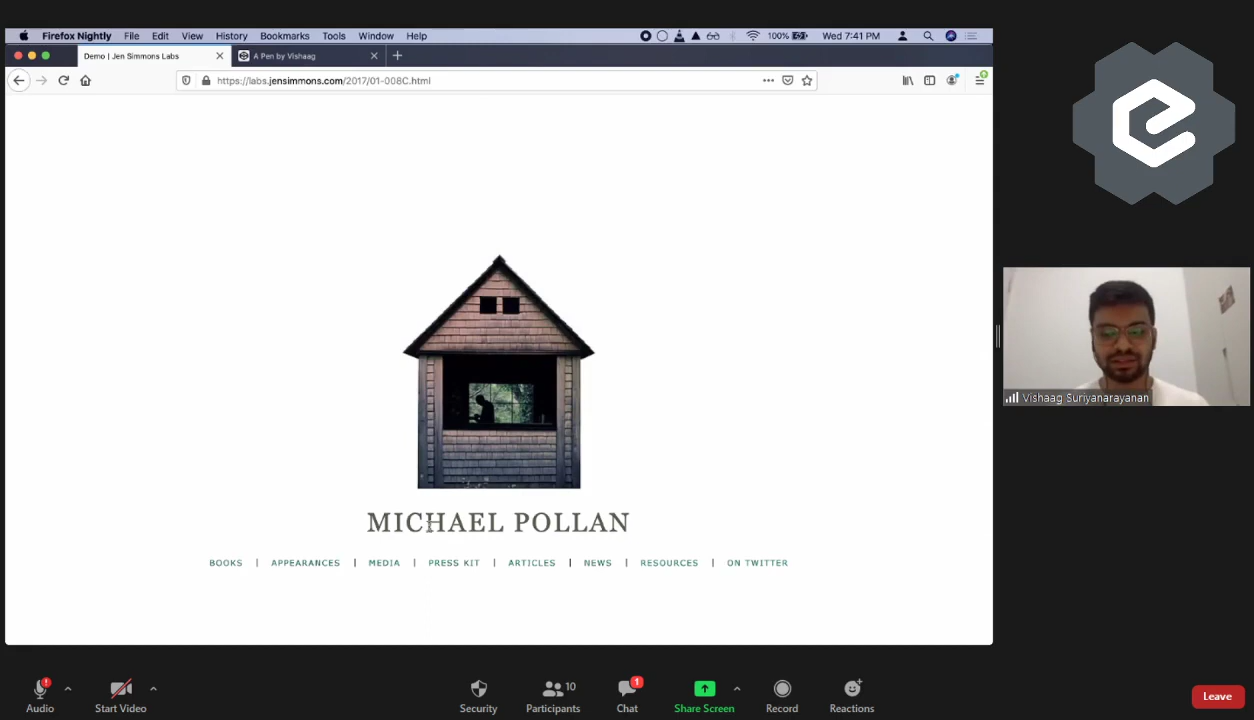 Firefox Nightly File Edit View History Bookmarks Tools Window Help 100% Wed 7:41 PM
Demo | Jen Simmons Labs
A Pen by Vishaag
https://labs.jensimmons.com/2017/01-008C.html
MICHAEL POLLAN
BOOKS | APPEARANCES | MEDIA | PRESS KIT | ARTICLES | NEWS | RESOURCES | ON TWITTER
Vishaag Suriyanarayanan
10
1
Audio Start Video Security Participants Chat Share Screen Record Reactions Leave